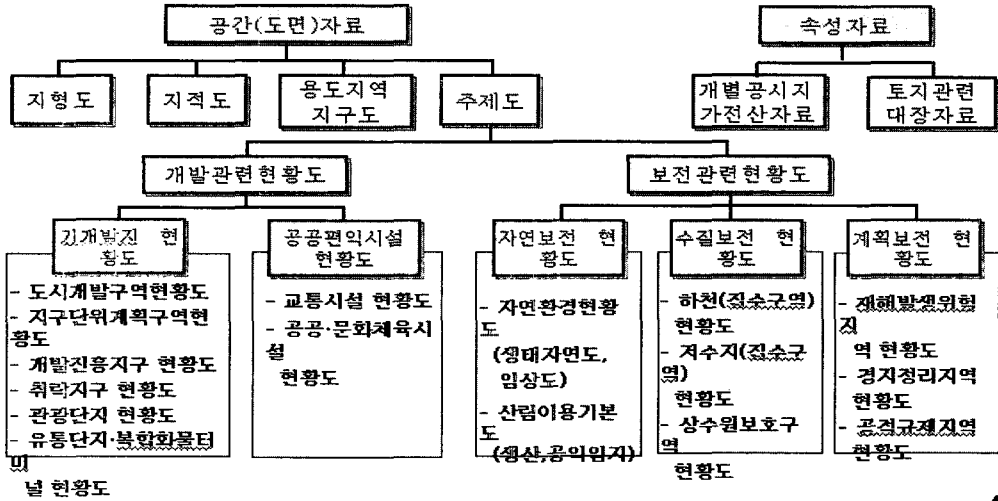 공간(도면)자료
속성자료
지형도
지적도
용도지역
지구도
주제도
개별공시지
가전산자료
토지관련
대장자료
개발관련현황도
보전관련현황도
기개발진 현
황도
- 도시개발구역현황도
- 지구단위계획구역현
황도
- 개발진흥지구 현황도
- 취락지구 현황도
- 관광단지 현황도
- 유통단지·복합화물터
미
널 현황도
공공편익시설
현황도
- 교통시설 현황도
- 공공·문화체육시
설
현황도
자연보전 현
황도
- 자연환경현황
도
(생태자연도,
임상도)
- 산림이용기본
도
(생산,공익임지)
수질보전 현
황도
- 하천(집수구역)
현황도
- 저수지(집수구
역)
현황도
- 상수원보호구
역
현황도
계획보전 현
황도
- 재해발생위험
지
역 현황도
- 경지정리지역
현황도
- 공적규제지역
현황도